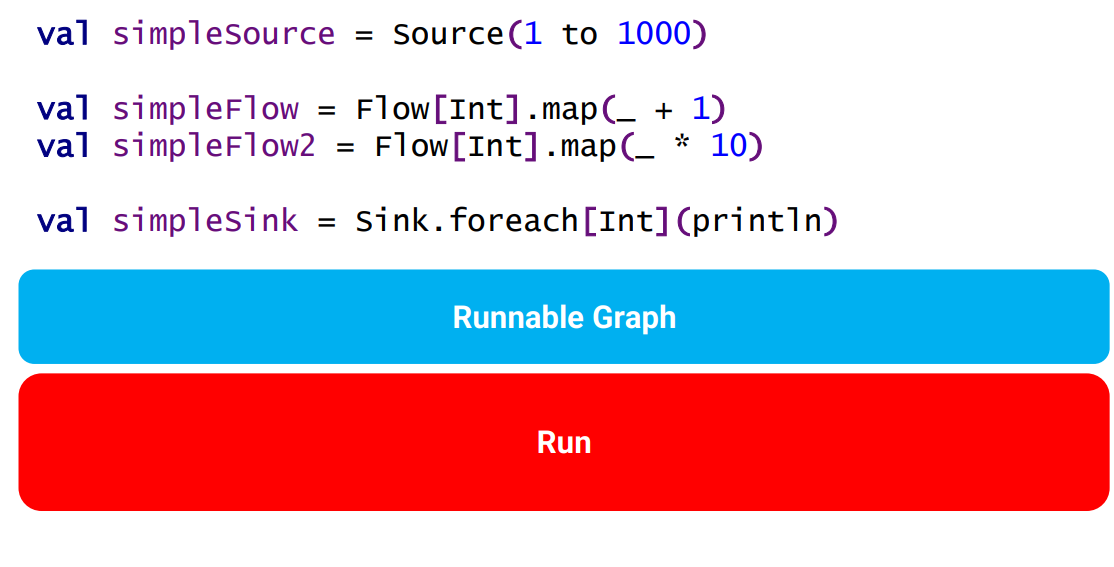 val simpleSource = Source(1 to 1000)
val simpleFlow = Flow[Int].map(_ + 1)
val simpleFlow2 = Flow[Int].map(_ * 10)
val simpleSink = Sink.foreach[Int](println)
Runnable Graph
Run